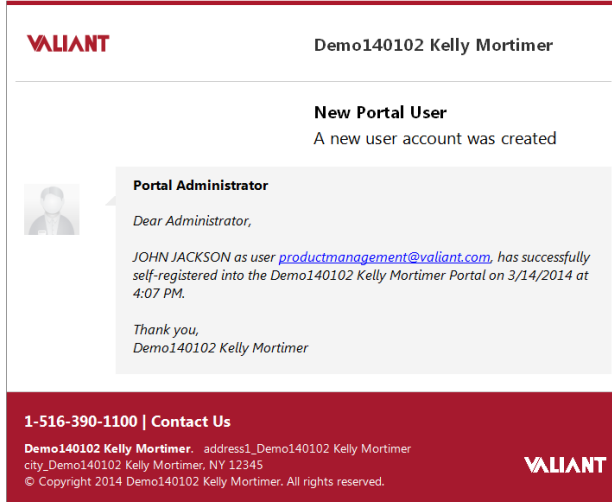 VALIANT
Demo140102 Kelly Mortimer
New Portal User
A new user account was created
Portal Administrator
Dear Administrator,
JOHN JACKSON as user productmanagement@valiant.com, has successfully
self-registered into the Demo140102 Kelly Mortimer Portal on 3/14/2014 at
4:07 PM.
Thank you,
Demo140102 Kelly Mortimer
1-516-390-1100 | Contact Us
Demo140102 Kelly Mortimer. address1_Demo140102 Kelly Mortimer
city_Demo140102 Kelly Mortimer, NY 12345
© Copyright 2014 Demo140102 Kelly Mortimer. All rights reserved.
VALIANT